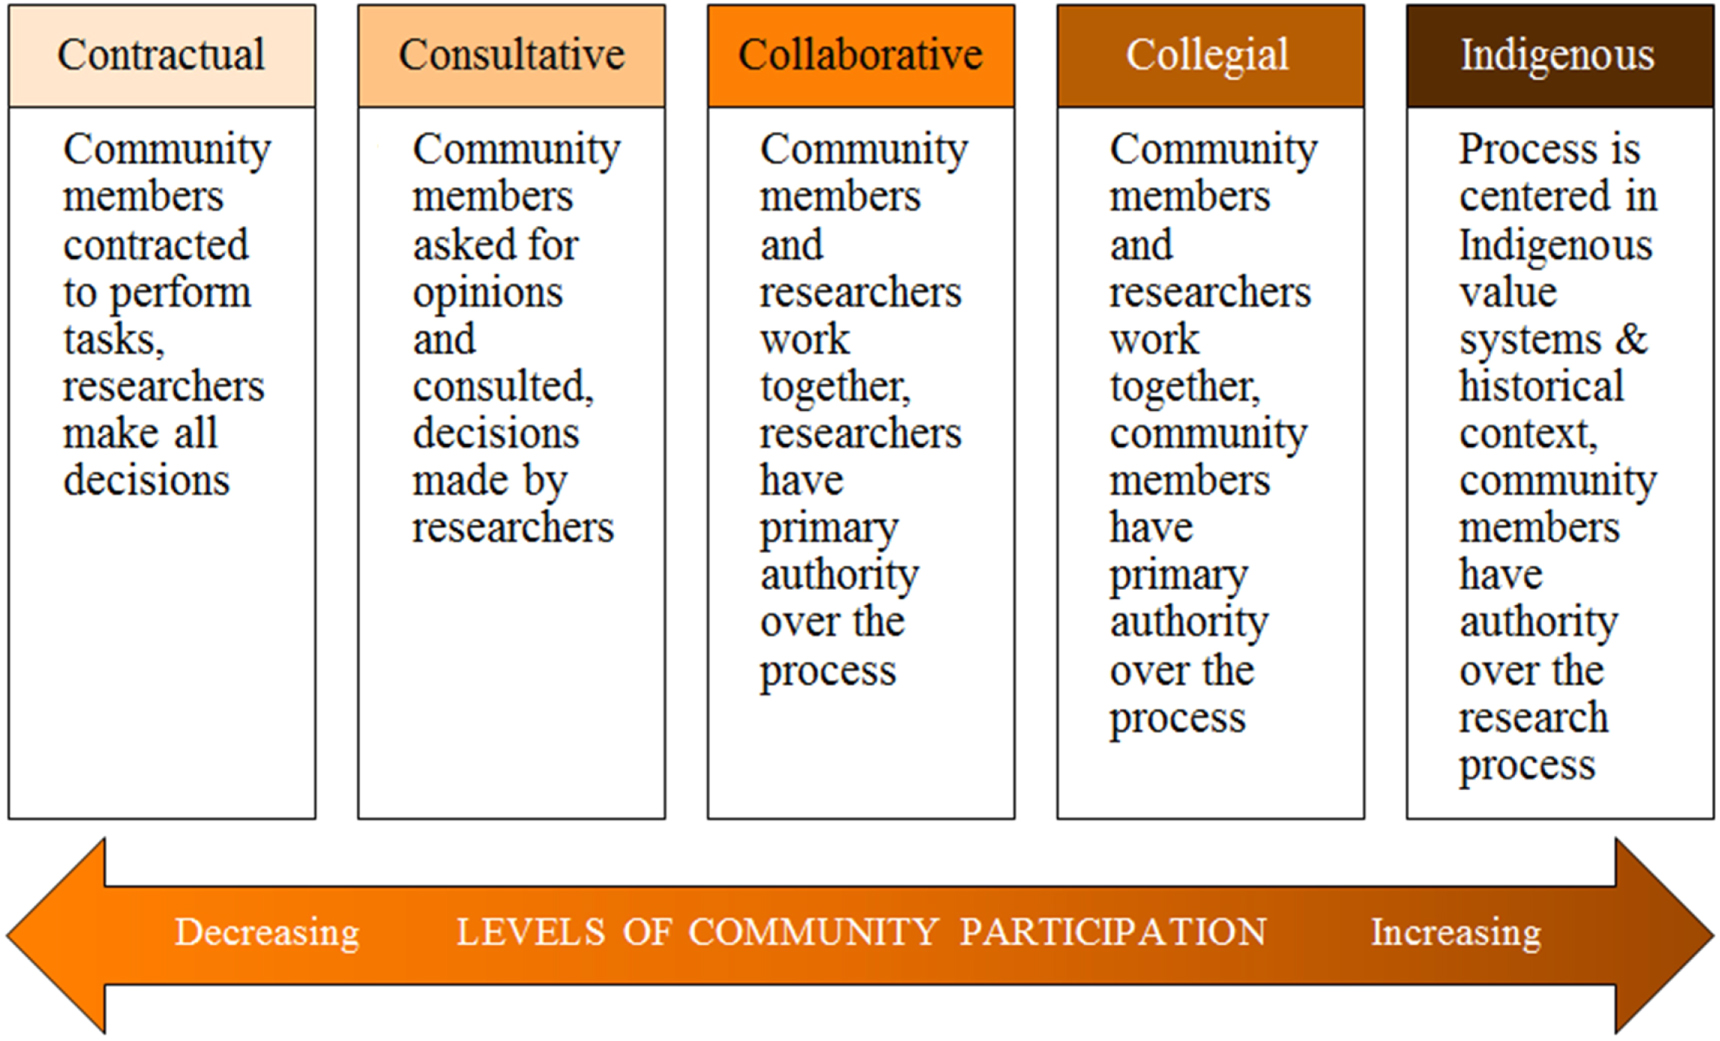 Contractual
Community
members
contracted
to perform
tasks,
researchers
make all
decisions
Consultative
Community
members
asked for
opinions
and
consulted,
decisions
made by
researchers
Collaborative
Community
members
and
researchers
work
together,
researchers
have
primary
authority
over the
process
Collegial
Community
members
and
researchers
work
together,
community
members
have
primary
authority
over the
process
Indigenous
Process is
centered in
Indigenous
value
systems &
historical
context,
community
members
have
authority
over the
research
process
Decreasing LEVELS OF COMMUNITY PARTICIPATION Increasing